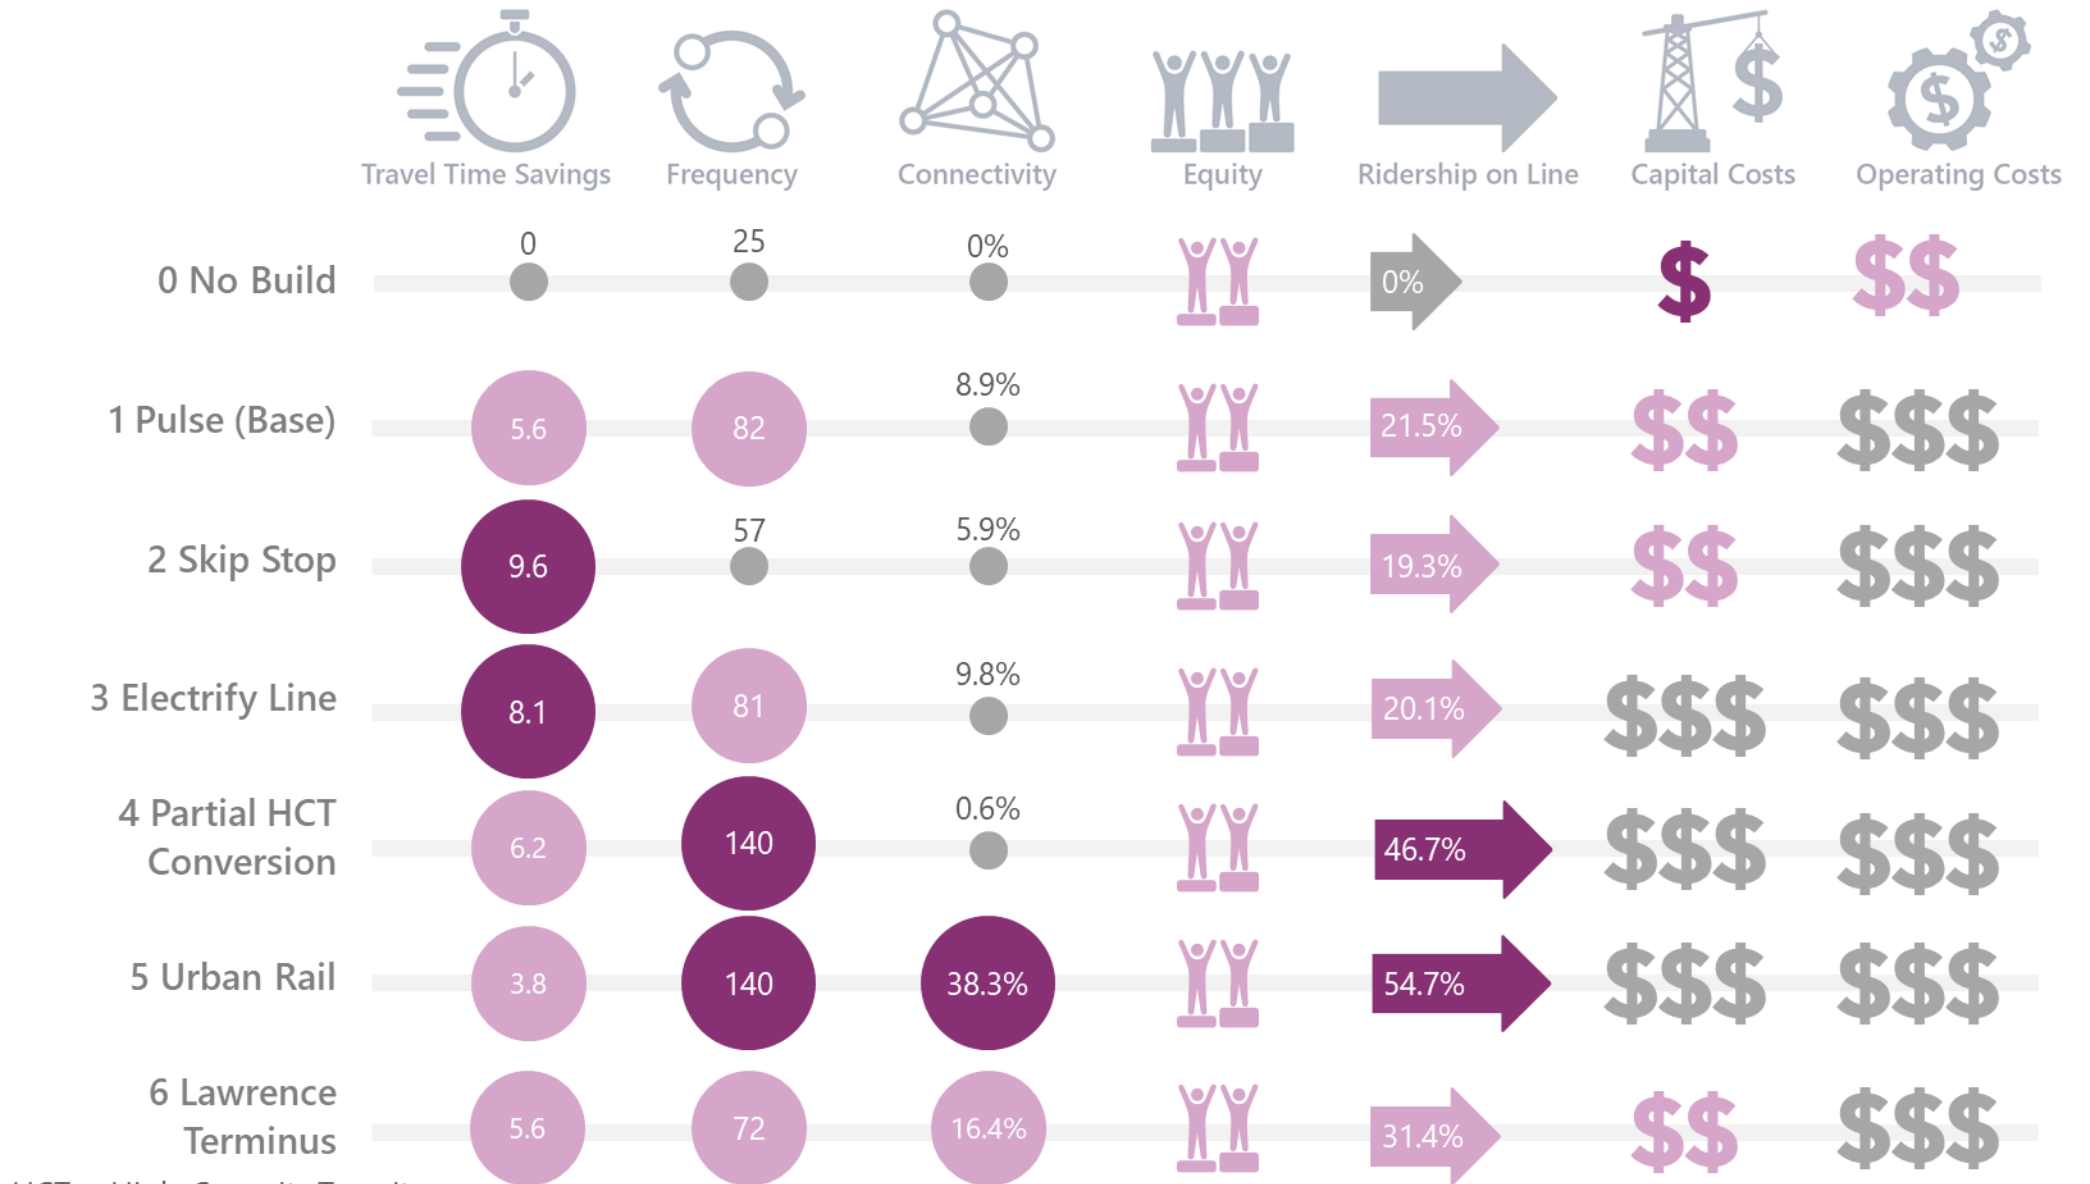 Travel Time Savings Frequency Connectivity Equity Ridership on Line Capital Costs Operating Costs
0 No Build 0 25 0% 0% $ $$
1 Pulse (Base) 5.6 82 8.9% 21.5% $$ $$$
2 Skip Stop 9.6 57 5.9% 19.3% $$ $$$
3 Electrify Line 8.1 81 9.8% 20.1% $$$ $$$
4 Partial HCT
Conversion 6.2 140 0.6% 46.7% $$$ $$$
5 Urban Rail 3.8 140 38.3% 54.7% $$$ $$$
6 Lawrence
Terminus 5.6 72 16.4% 31.4% $$ $$$